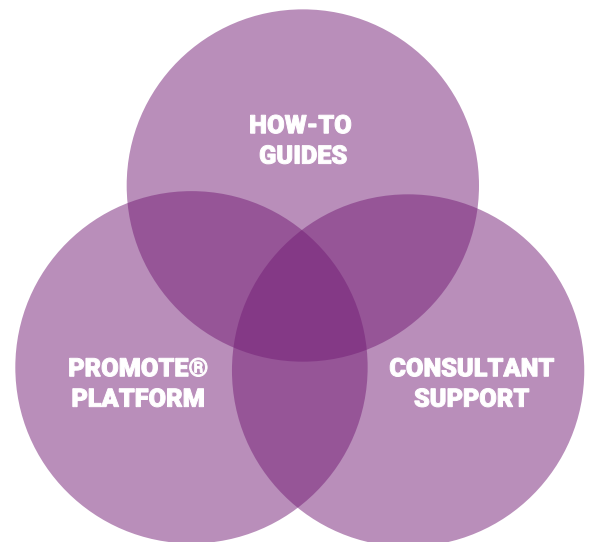 HOW-TO
GUIDES
PROMOTE®
PLATFORM
CONSULTANT
SUPPORT